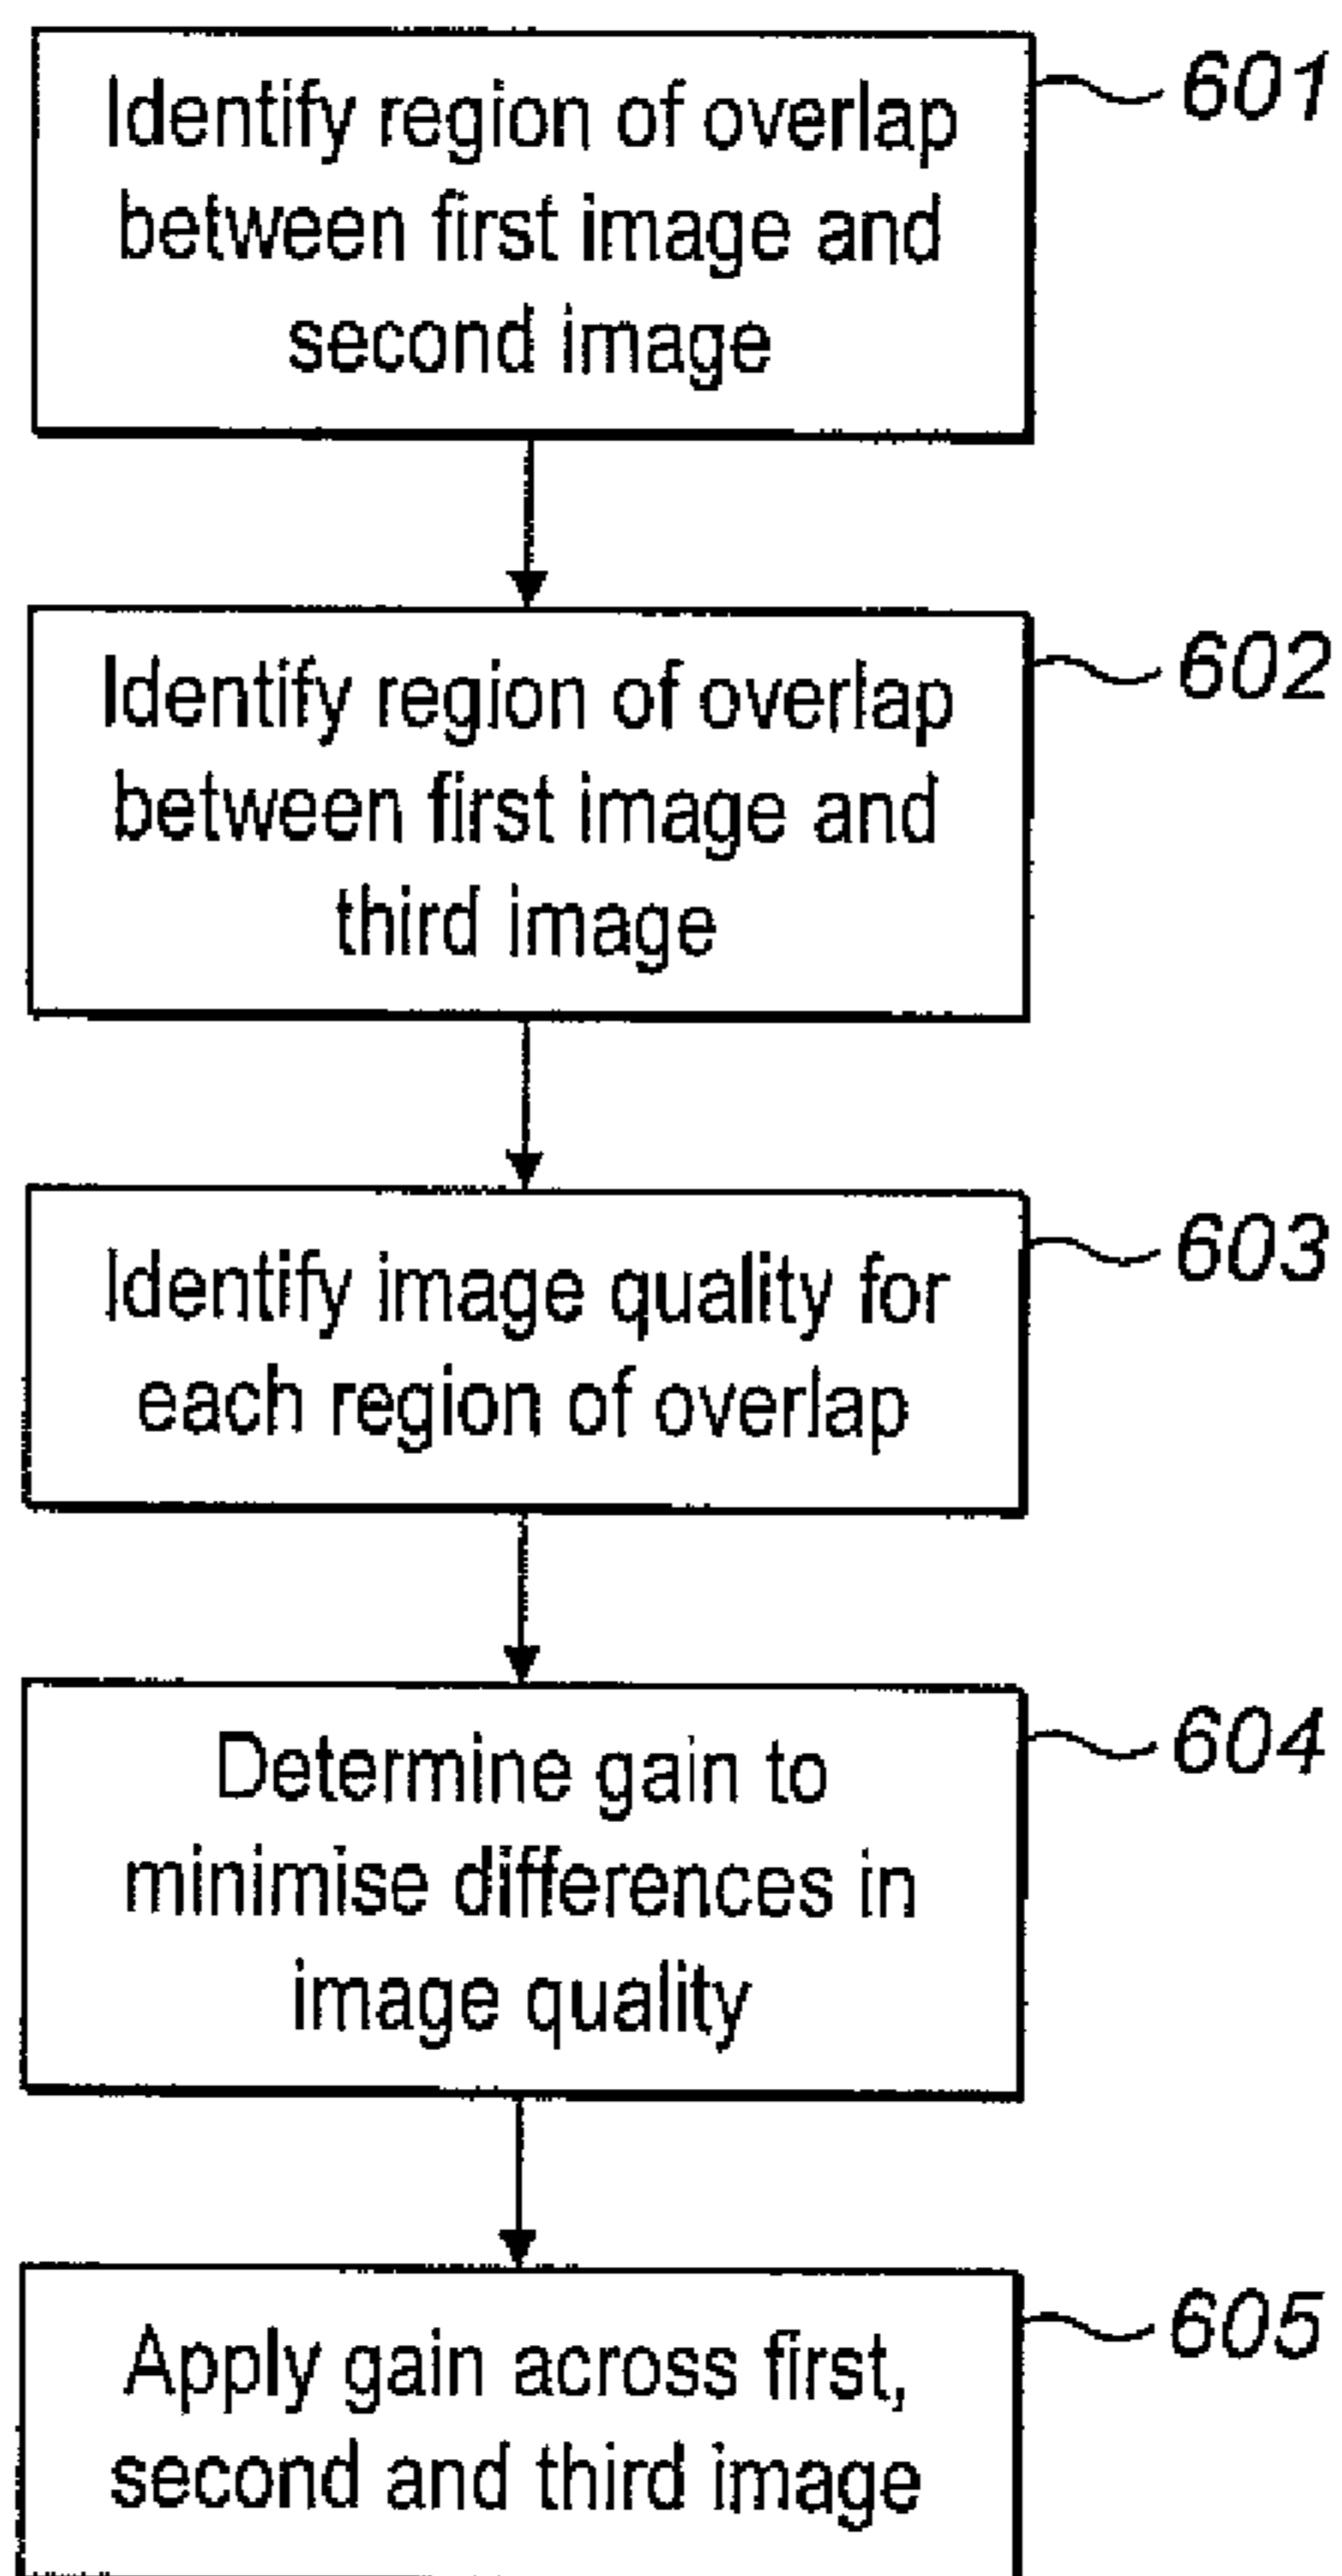 Identify region of overlap
between first image and
second image
601
Identify region of overlap
between first image and
third image
602
Identify image quality for
each region of overlap
603
Determine gain to
minimise differences in
image quality
604
Apply gain across first,
second and third image
605